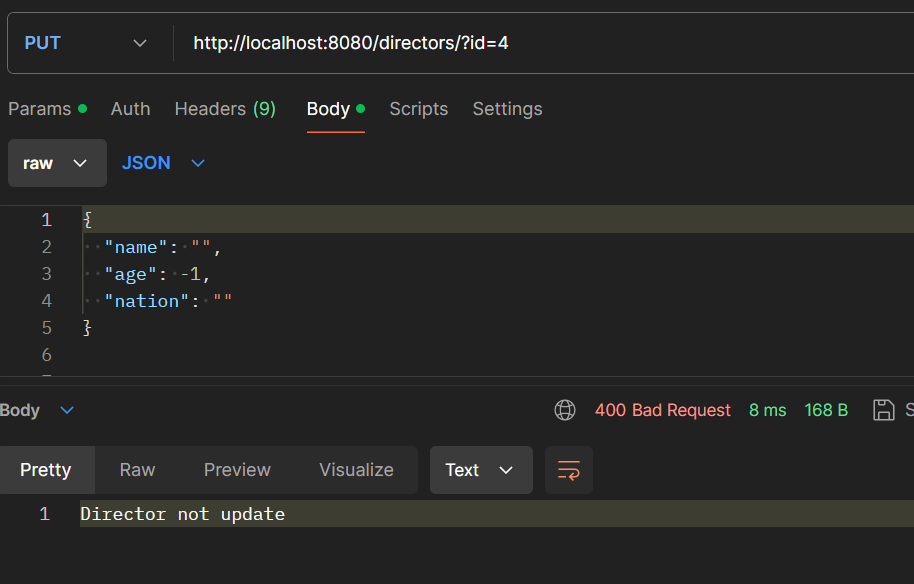 PUT http://localhost:8080/directors/?id=4
Params Auth Headers (9) Body Scripts Settings
raw JSON
1 {
2 "name": "",
3 "age": -1,
4 "nation": ""
5 }
6
Body 400 Bad Request 8 ms 168 B
Pretty Raw Preview Visualize Text
1 Director not update